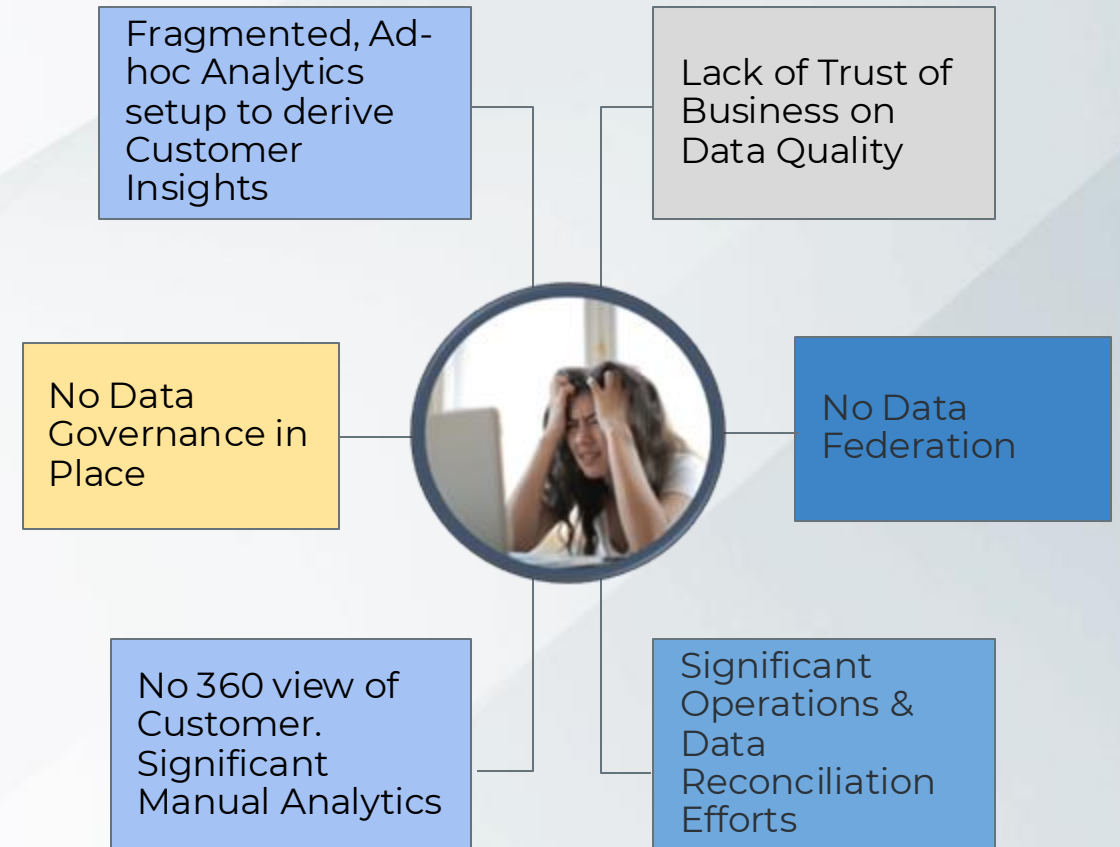 Fragmented, Ad-
hoc Analytics
setup to derive
Customer
Insights
Lack of Trust of
Business on
Data Quality
No Data
Governance in
Place
No Data
Federation
No 360 view of
Customer.
Significant
Manual Analytics
Significant
Operations &
Data
Reconciliation
Efforts